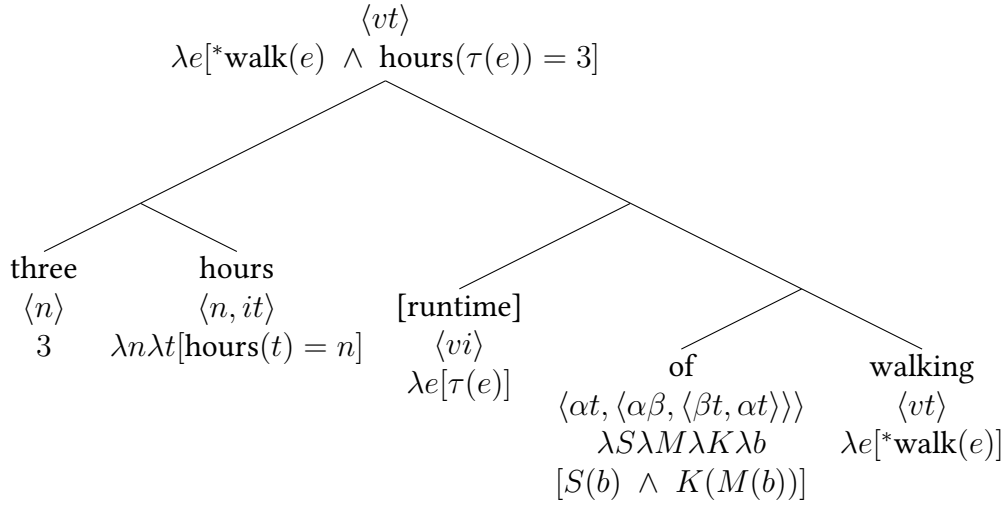 ⟨vt⟩
λe[*walk(e) ∧ hours(τ(e)) = 3]
three
⟨n⟩
3
hours
⟨n, it⟩
λnλt[hours(t) = n]
[runtime]
⟨vi⟩
λe[τ(e)]
of
⟨αt, ⟨αβ, ⟨βt, αt⟩⟩⟩
λSλMλKλb
[S(b) ∧ K(M(b))]
walking
⟨vt⟩
λe[*walk(e)]